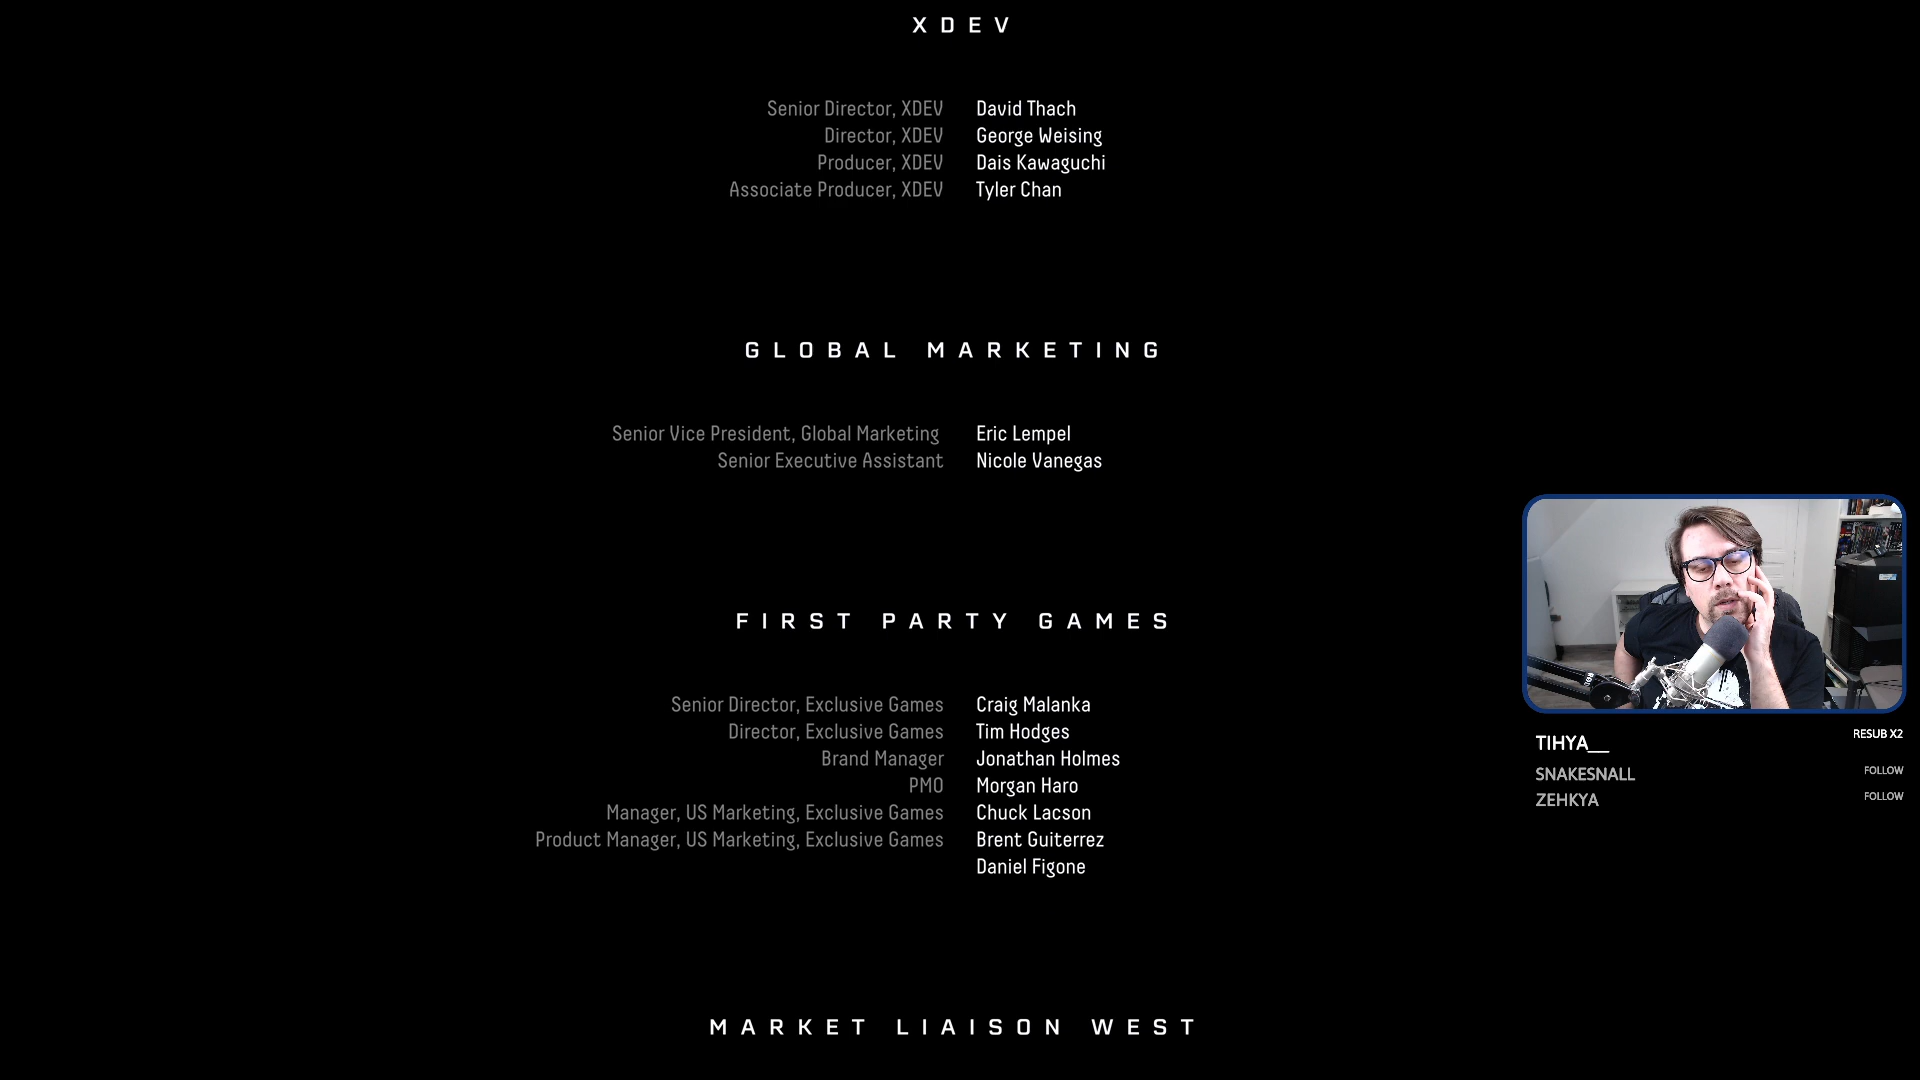 XDEV
Senior Director, XDEV David Thach
Director, XDEV George Weising
Producer, XDEV Dais Kawaguchi
Associate Producer, XDEV Tyler Chan
GLOBAL MARKETING
Senior Vice President, Global Marketing Eric Lempel
Senior Executive Assistant Nicole Vanegas
FIRST PARTY GAMES
Senior Director, Exclusive Games Craig Malanka
Director, Exclusive Games Tim Hodges
Brand Manager Jonathan Holmes
PMO Morgan Haro
Manager, US Marketing, Exclusive Games Chuck Lacson
Product Manager, US Marketing, Exclusive Games Brent Guiterrez
Daniel Figone
MARKET LIAISON WEST
TIHYA__ RESUB X2
SNAKESNALL FOLLOW
ZEHKYA FOLLOW